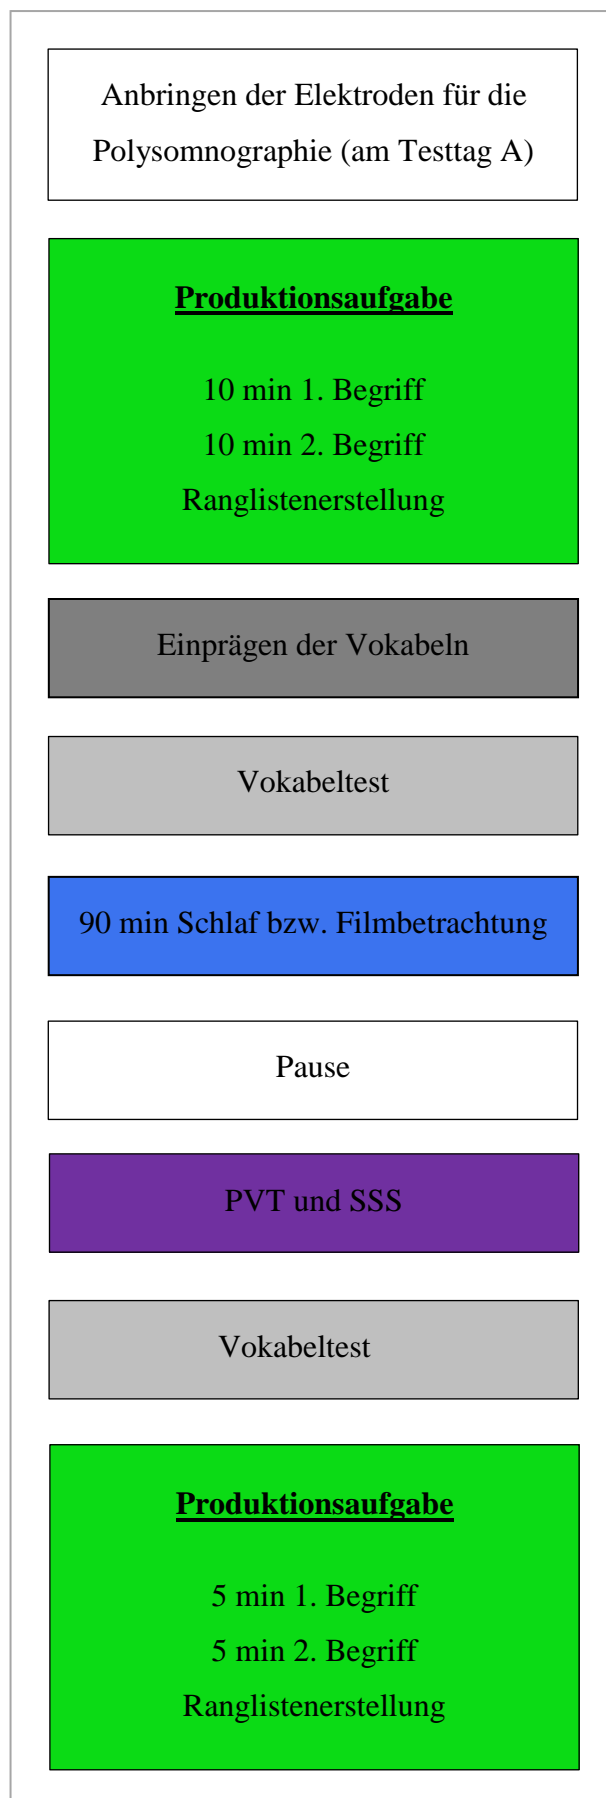 Anbringen der Elektroden für die
Polysomnographie (am Testtag A)
Produktionsaufgabe
10 min 1. Begriff
10 min 2. Begriff
Ranglistenerstellung
Einprägen der Vokabeln
Vokabeltest
90 min Schlaf bzw. Filmbetrachtung
Pause
PVT und SSS
Vokabeltest
Produktionsaufgabe
5 min 1. Begriff
5 min 2. Begriff
Ranglistenerstellung